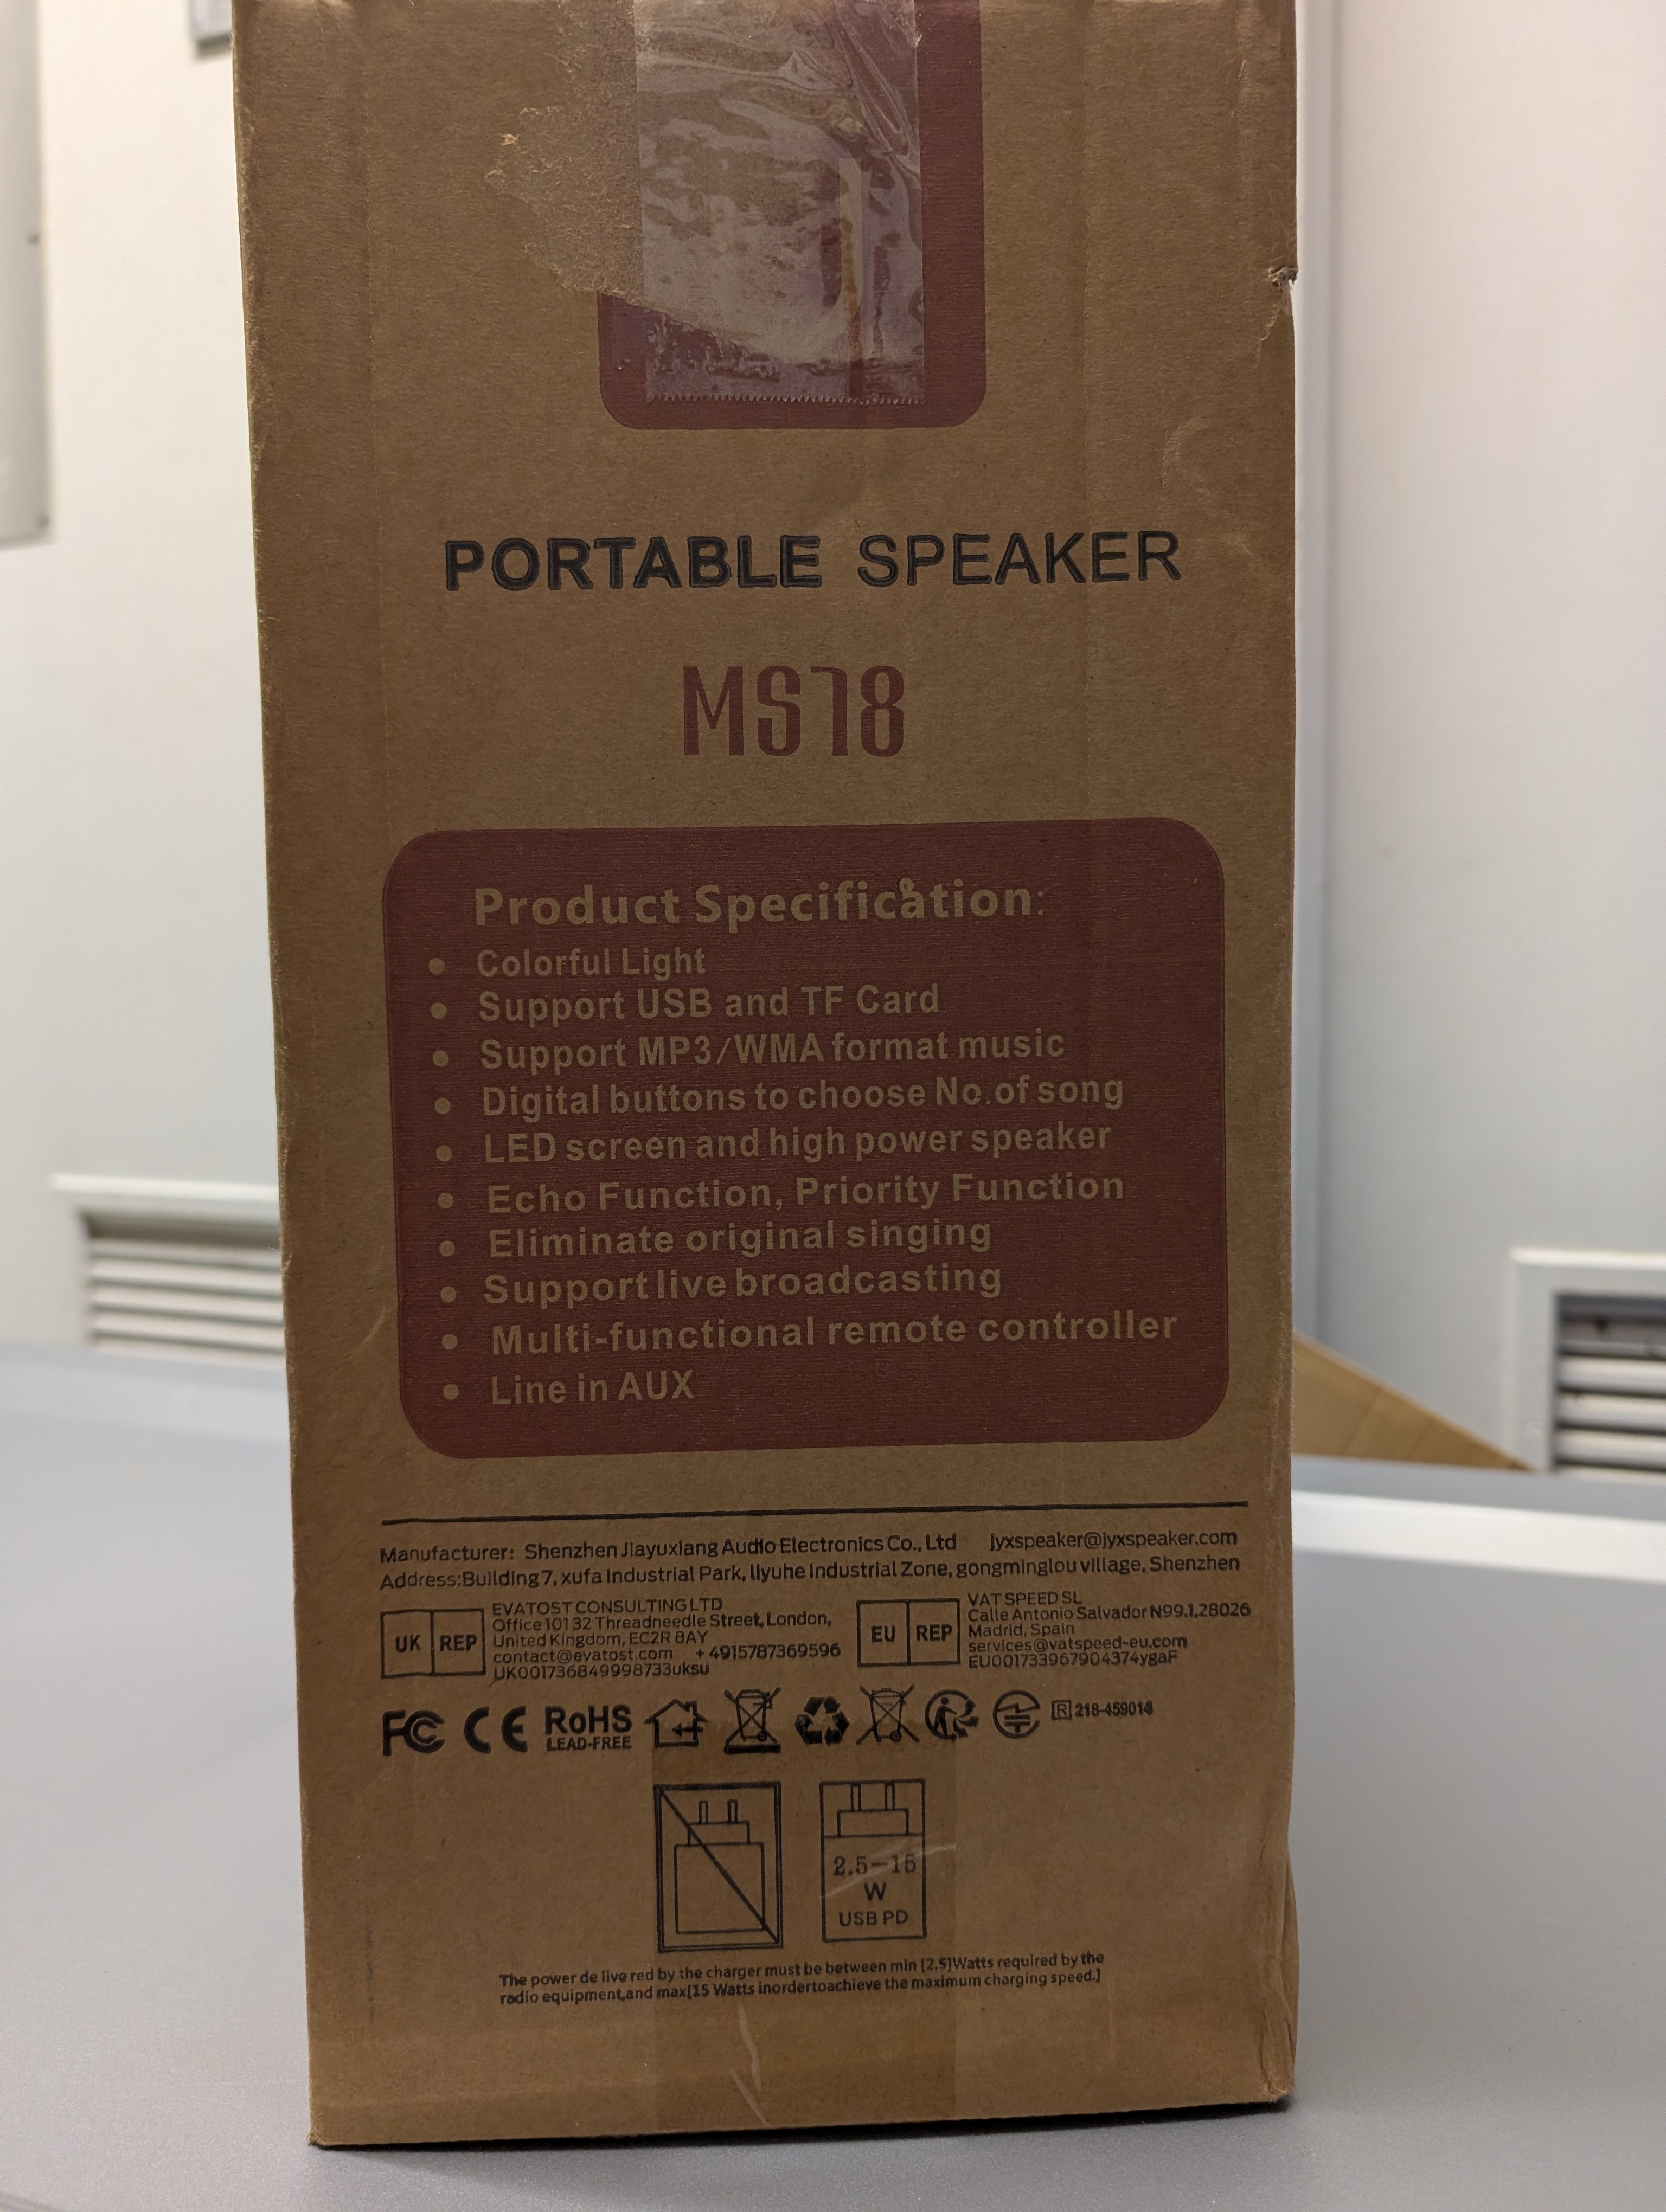 PORTABLE SPEAKER
MS78
Product Specification:
• Colorful Light
• Support USB and TF Card
• Support MP3/WMA format music
• Digital buttons to choose No.of song
• LED screen and high power speaker
• Echo Function, Priority Function
• Eliminate original singing
• Support live broadcasting
• Multi-functional remote controller
• Line in AUX
Manufacturer: Shenzhen Jiayuxiang Audio Electronics Co., Ltd jyxspeaker@jyxspeaker.com
Address:Building 7, xufa Industrial Park, liyuhe Industrial Zone, gongminglou village, Shenzhen
UK REP
EVATOST CONSULTING LTD
Office 101 32 Threadneedle Street, London,
United Kingdom, EC2R 8AY
contact@evatost.com +4915787369596
UK001736849998733uksu
EU REP
VAT SPEED SL
Calle Antonio Salvador N99.1,28026
Madrid, Spain
services@vatspeed-eu.com
EU001733967904374ygaF
FC CE RoHS
LEAD-FREE
R 218-459014
2.5–15
W
USB PD
The power de live red by the charger must be between min [2.5]Watts required by the
radio equipment,and max[15 Watts inordertoachieve the maximum charging speed.]